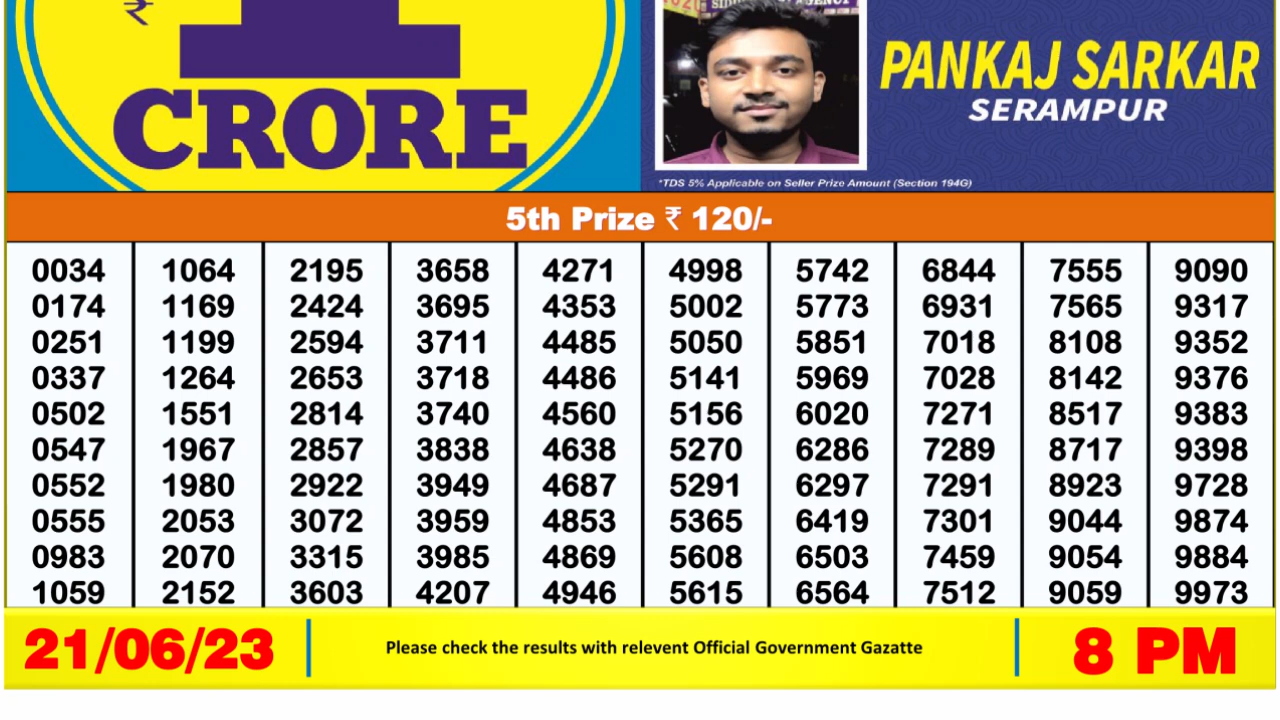 ₹ 1
CRORE
PANKAJ SARKAR
SERAMPUR
*TDS 5% Applicable on Seller Prize Amount (Section 194G)
5th Prize ₹ 120/-
0034 1064 2195 3658 4271 4998 5742 6844 7555 9090
0174 1169 2424 3695 4353 5002 5773 6931 7565 9317
0251 1199 2594 3711 4485 5050 5851 7018 8108 9352
0337 1264 2653 3718 4486 5141 5969 7028 8142 9376
0502 1551 2814 3740 4560 5156 6020 7271 8517 9383
0547 1967 2857 3838 4638 5270 6286 7289 8717 9398
0552 1980 2922 3949 4687 5291 6297 7291 8923 9728
0555 2053 3072 3959 4853 5365 6419 7301 9044 9874
0983 2070 3315 3985 4869 5608 6503 7459 9054 9884
1059 2152 3603 4207 4946 5615 6564 7512 9059 9973
21/06/23 Please check the results with relevent Official Government Gazatte 8 PM